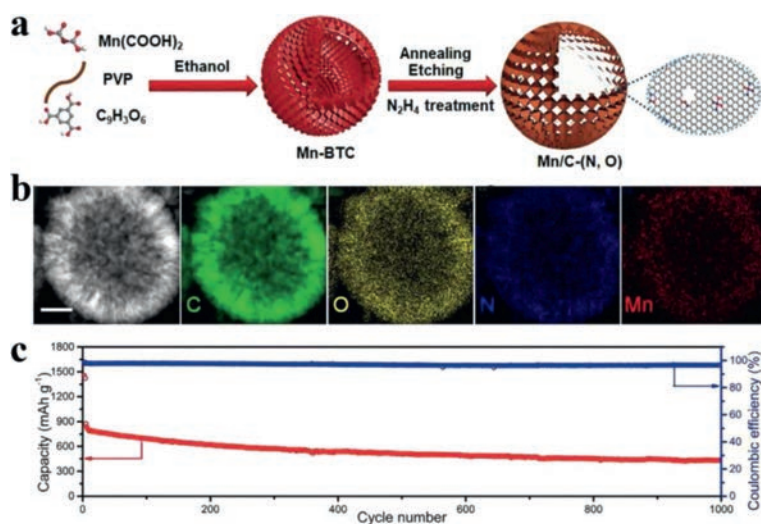 a
Mn(COOH)₂
PVP
C₉H₃O₆
Ethanol
Mn-BTC
Annealing
Etching
N₂H₄ treatment
Mn/C-(N, O)
b
C
O
N
Mn
c
Capacity (mAh g⁻¹)
1800
1500
1200
900
600
300
0
Coulombic efficiency (%)
100
80
60
40
20
0
0 200 400 600 800 1000
Cycle number